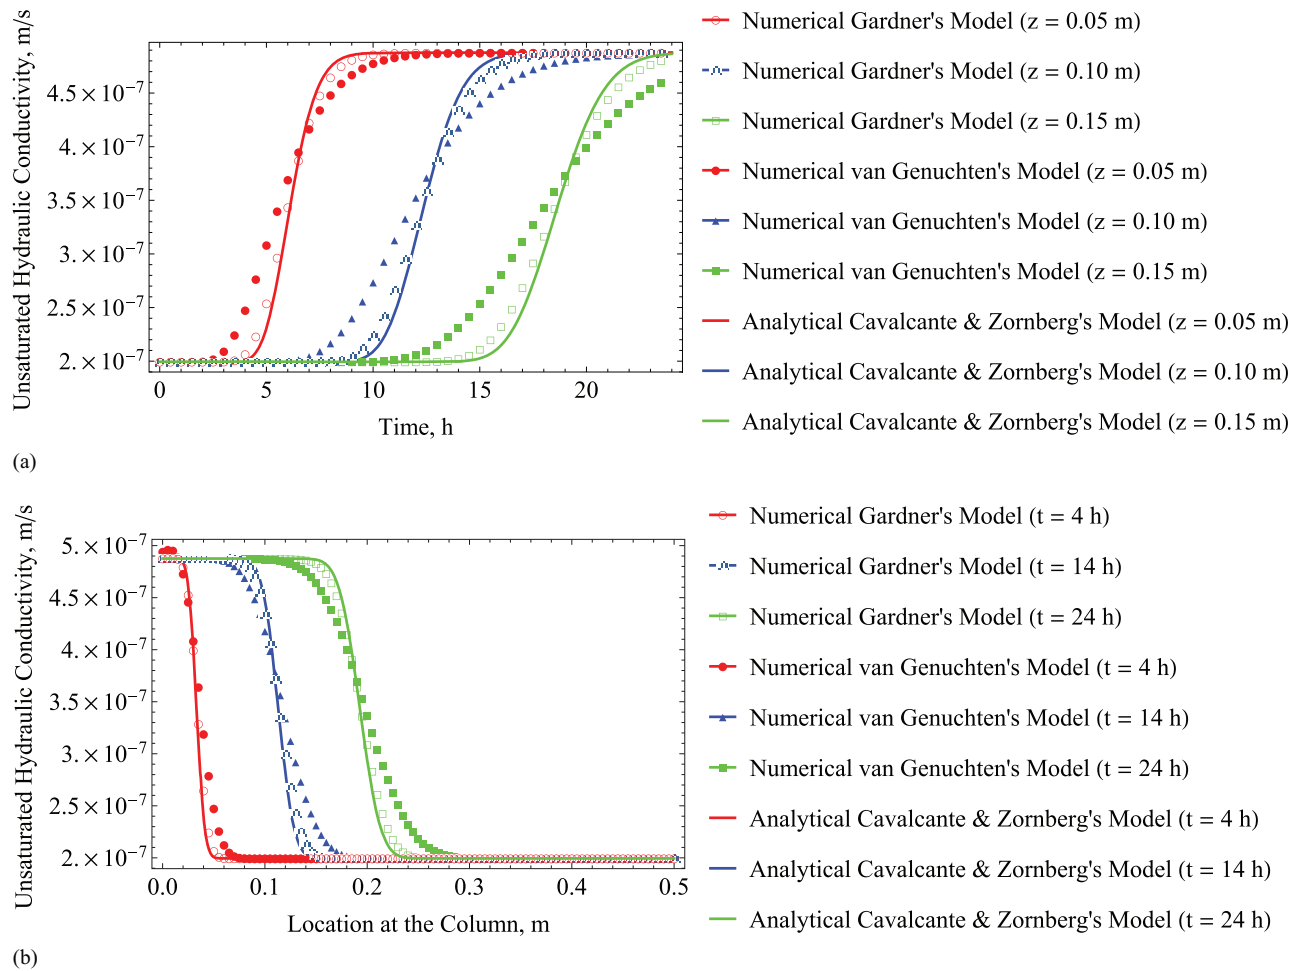 Unsaturated Hydraulic Conductivity, m/s
4.5×10−7
4.×10−7
3.5×10−7
3.×10−7
2.5×10−7
2.×10−7
0 5 10 15 20
Time, h
Numerical Gardner's Model (z = 0.05 m)
Numerical Gardner's Model (z = 0.10 m)
Numerical Gardner's Model (z = 0.15 m)
Numerical van Genuchten's Model (z = 0.05 m)
Numerical van Genuchten's Model (z = 0.10 m)
Numerical van Genuchten's Model (z = 0.15 m)
Analytical Cavalcante & Zornberg's Model (z = 0.05 m)
Analytical Cavalcante & Zornberg's Model (z = 0.10 m)
Analytical Cavalcante & Zornberg's Model (z = 0.15 m)
(a)
Unsaturated Hydraulic Conductivity, m/s
5.×10−7
4.5×10−7
4.×10−7
3.5×10−7
3.×10−7
2.5×10−7
2.×10−7
0.0 0.1 0.2 0.3 0.4 0.5
Location at the Column, m
Numerical Gardner's Model (t = 4 h)
Numerical Gardner's Model (t = 14 h)
Numerical Gardner's Model (t = 24 h)
Numerical van Genuchten's Model (t = 4 h)
Numerical van Genuchten's Model (t = 14 h)
Numerical van Genuchten's Model (t = 24 h)
Analytical Cavalcante & Zornberg's Model (t = 4 h)
Analytical Cavalcante & Zornberg's Model (t = 14 h)
Analytical Cavalcante & Zornberg's Model (t = 24 h)
(b)